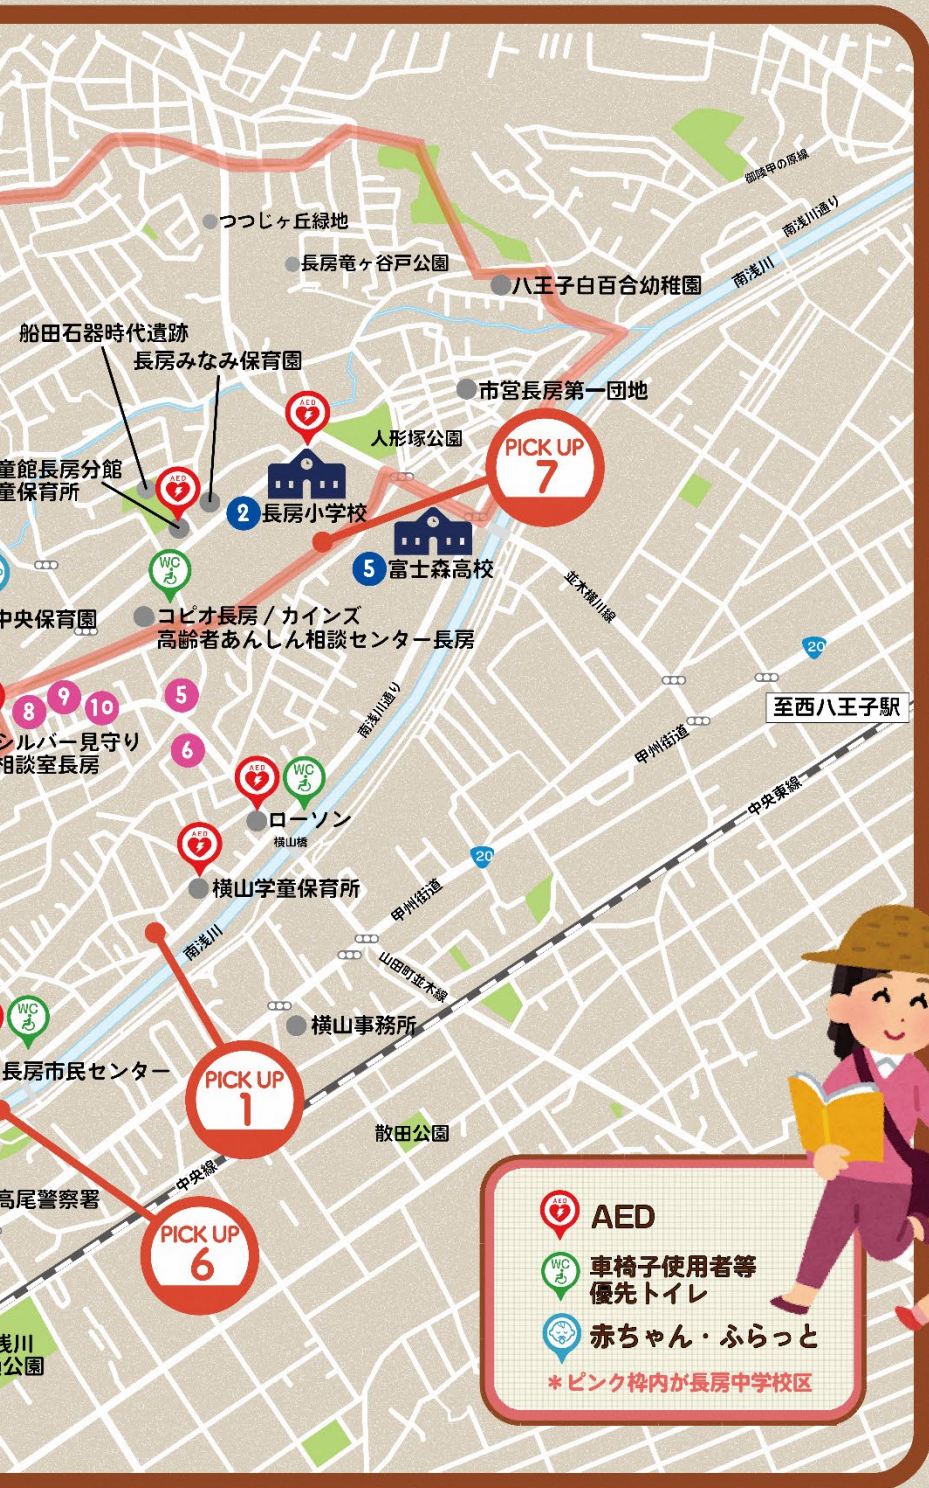 御陵甲の原線
南浅川通り
つつじヶ丘緑地
長房竜ヶ谷戸公園
南浅川
八王子白百合幼稚園
船田石器時代遺跡
長房みなみ保育園
市営長房第一団地
AED
人形塚公園
PICK UP
7
童館長房分館
童保育所
AED
2 長房小学校
5 富士森高校
WC
並木横川線
中央保育園
コピオ長房 / カインズ
高齢者あんしん相談センター長房
20
8
9
10
5
至西八王子駅
シルバー見守り
相談室長房
6
南浅川通り
甲州街道
AED
WC
中央東線
ローソン
横山橋
AED
20
横山学童保育所
甲州街道
南浅川
山田町並木線
WC
横山事務所
長房市民センター
PICK UP
1
散田公園
中央線
高尾警察署
PICK UP
6
浅川
公園
AED
AED
WC
車椅子使用者等
優先トイレ
赤ちゃん・ふらっと
＊ピンク枠内が長房中学校区